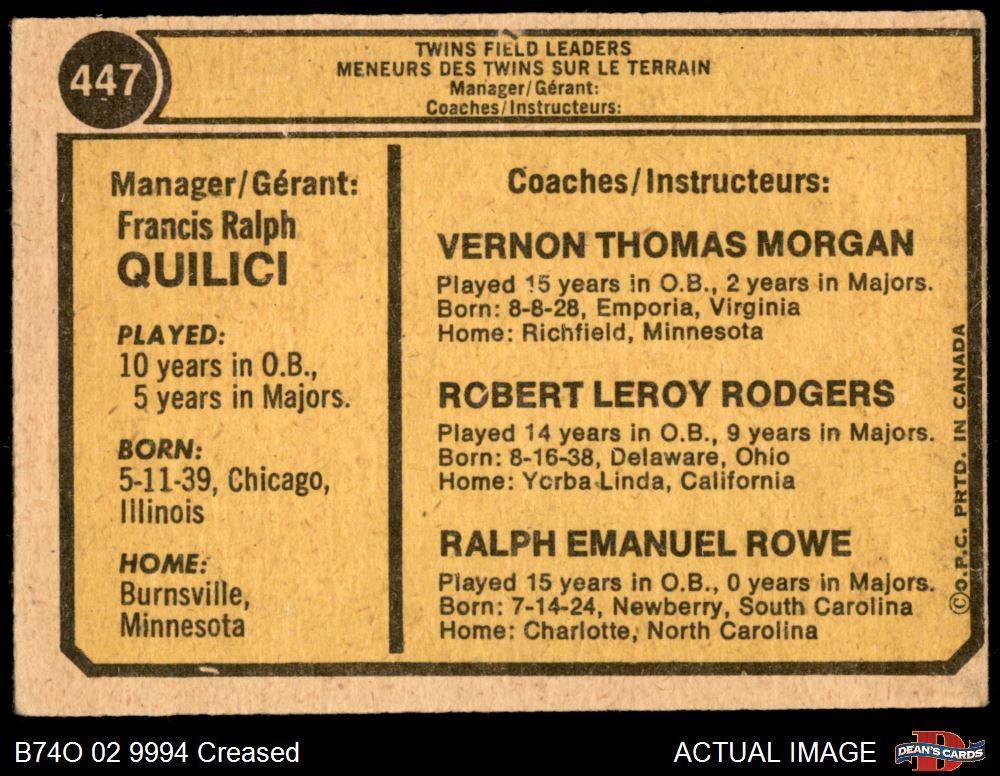 447
TWINS FIELD LEADERS
MENEURS DES TWINS SUR LE TERRAIN
Manager/Gérant:
Coaches/Instructeurs:
Manager/Gérant:
Francis Ralph
QUILICI
PLAYED:
10 years in O.B.,
5 years in Majors.
BORN:
5-11-39, Chicago,
Illinois
HOME:
Burnsville,
Minnesota
Coaches/Instructeurs:
VERNON THOMAS MORGAN
Played 15 years in O.B., 2 years in Majors.
Born: 8-8-28, Emporia, Virginia
Home: Richfield, Minnesota
ROBERT LEROY RODGERS
Played 14 years in O.B., 9 years in Majors.
Born: 8-16-38, Delaware, Ohio
Home: Yorba Linda, California
RALPH EMANUEL ROWE
Played 15 years in O.B., 0 years in Majors.
Born: 7-14-24, Newberry, South Carolina
Home: Charlotte, North Carolina
©O.P.C. PRTD. IN CANADA
B74O 02 9994 Creased
ACTUAL IMAGE
DEAN'S CARDS